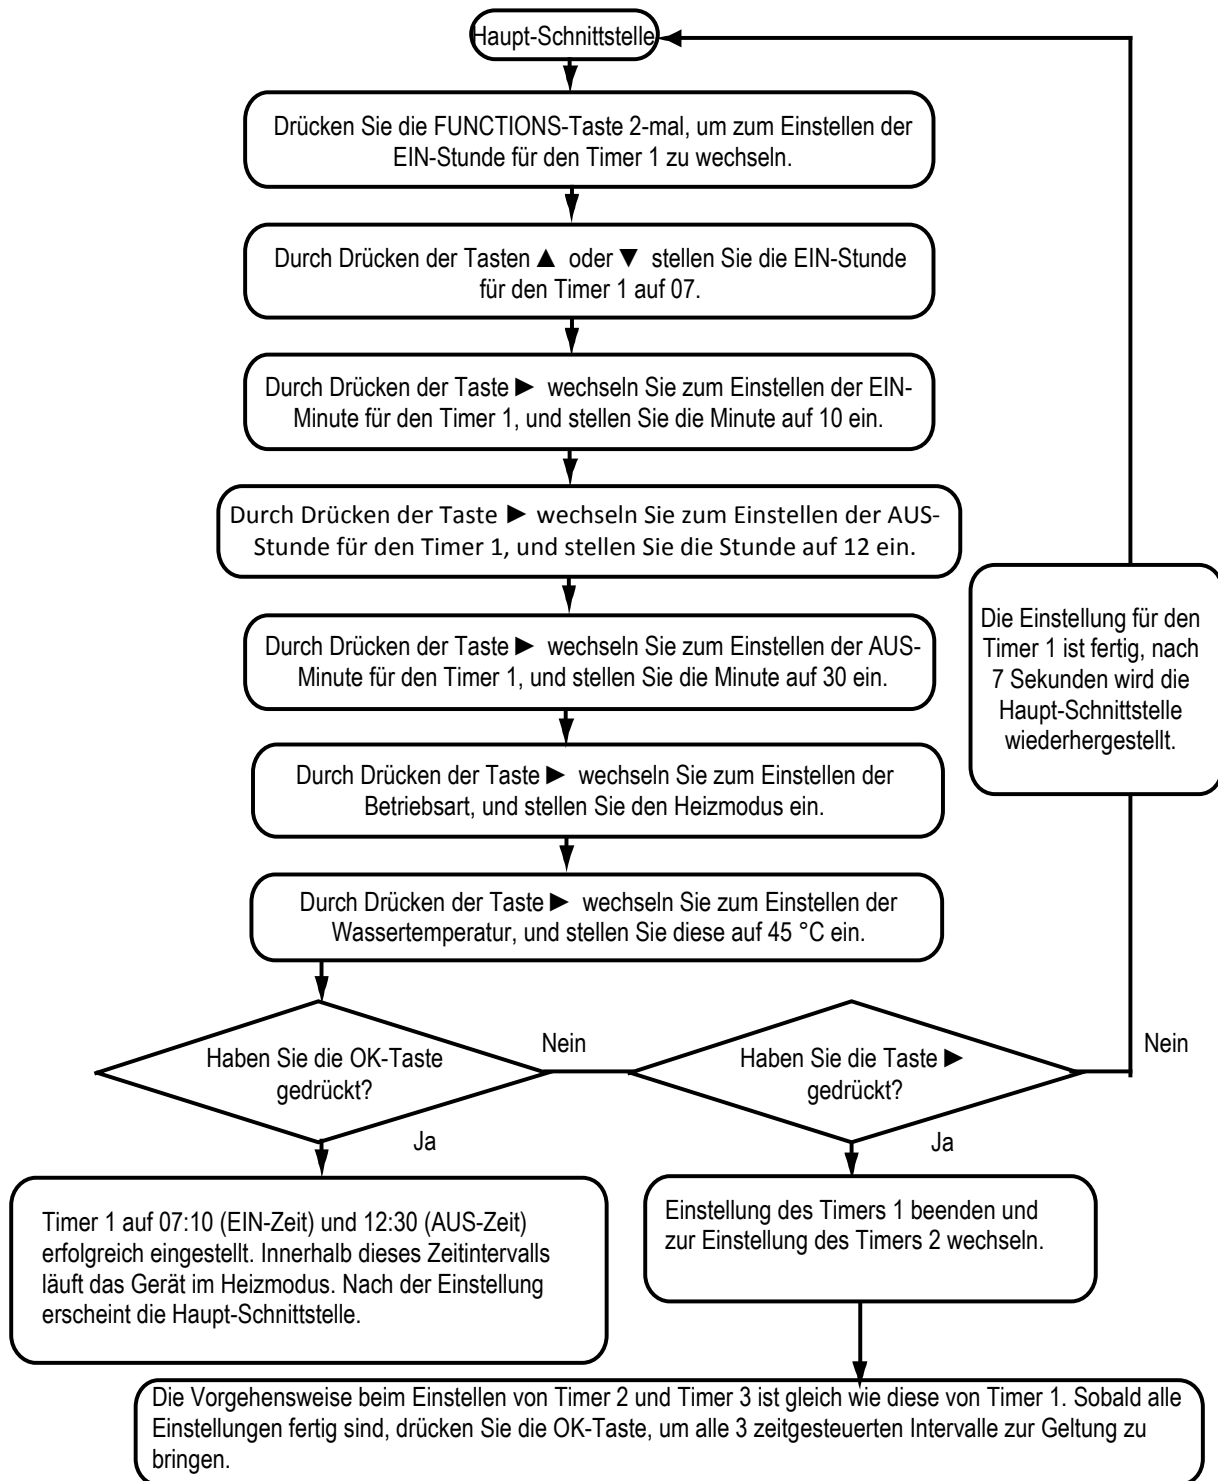 Haupt-Schnittstelle
Drücken Sie die FUNCTIONS-Taste 2-mal, um zum Einstellen der
EIN-Stunde für den Timer 1 zu wechseln.
Durch Drücken der Tasten ▲ oder ▼ stellen Sie die EIN-Stunde
für den Timer 1 auf 07.
Durch Drücken der Taste ► wechseln Sie zum Einstellen der EIN-
Minute für den Timer 1, und stellen Sie die Minute auf 10 ein.
Durch Drücken der Taste ► wechseln Sie zum Einstellen der AUS-
Stunde für den Timer 1, und stellen Sie die Stunde auf 12 ein.
Durch Drücken der Taste ► wechseln Sie zum Einstellen der AUS-
Minute für den Timer 1, und stellen Sie die Minute auf 30 ein.
Durch Drücken der Taste ► wechseln Sie zum Einstellen der
Betriebsart, und stellen Sie den Heizmodus ein.
Durch Drücken der Taste ► wechseln Sie zum Einstellen der
Wassertemperatur, und stellen Sie diese auf 45 °C ein.
Die Einstellung für den
Timer 1 ist fertig, nach
7 Sekunden wird die
Haupt-Schnittstelle
wiederhergestellt.
Haben Sie die OK-Taste
gedrückt?
Nein
Haben Sie die Taste ►
gedrückt?
Nein
Ja
Ja
Timer 1 auf 07:10 (EIN-Zeit) und 12:30 (AUS-Zeit)
erfolgreich eingestellt. Innerhalb dieses Zeitintervalls
läuft das Gerät im Heizmodus. Nach der Einstellung
erscheint die Haupt-Schnittstelle.
Einstellung des Timers 1 beenden und
zur Einstellung des Timers 2 wechseln.
Die Vorgehensweise beim Einstellen von Timer 2 und Timer 3 ist gleich wie diese von Timer 1. Sobald alle
Einstellungen fertig sind, drücken Sie die OK-Taste, um alle 3 zeitgesteuerten Intervalle zur Geltung zu
bringen.